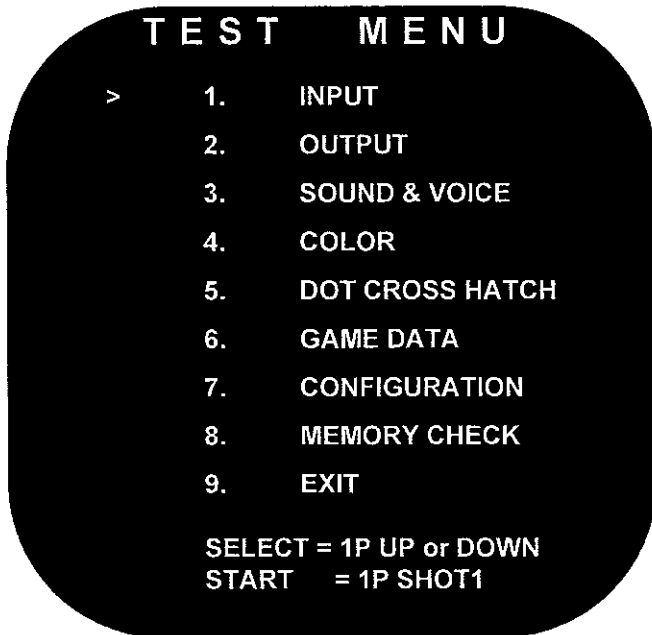 TEST MENU
> 1. INPUT
2. OUTPUT
3. SOUND & VOICE
4. COLOR
5. DOT CROSS HATCH
6. GAME DATA
7. CONFIGURATION
8. MEMORY CHECK
9. EXIT
SELECT = 1P UP or DOWN
START = 1P SHOT1